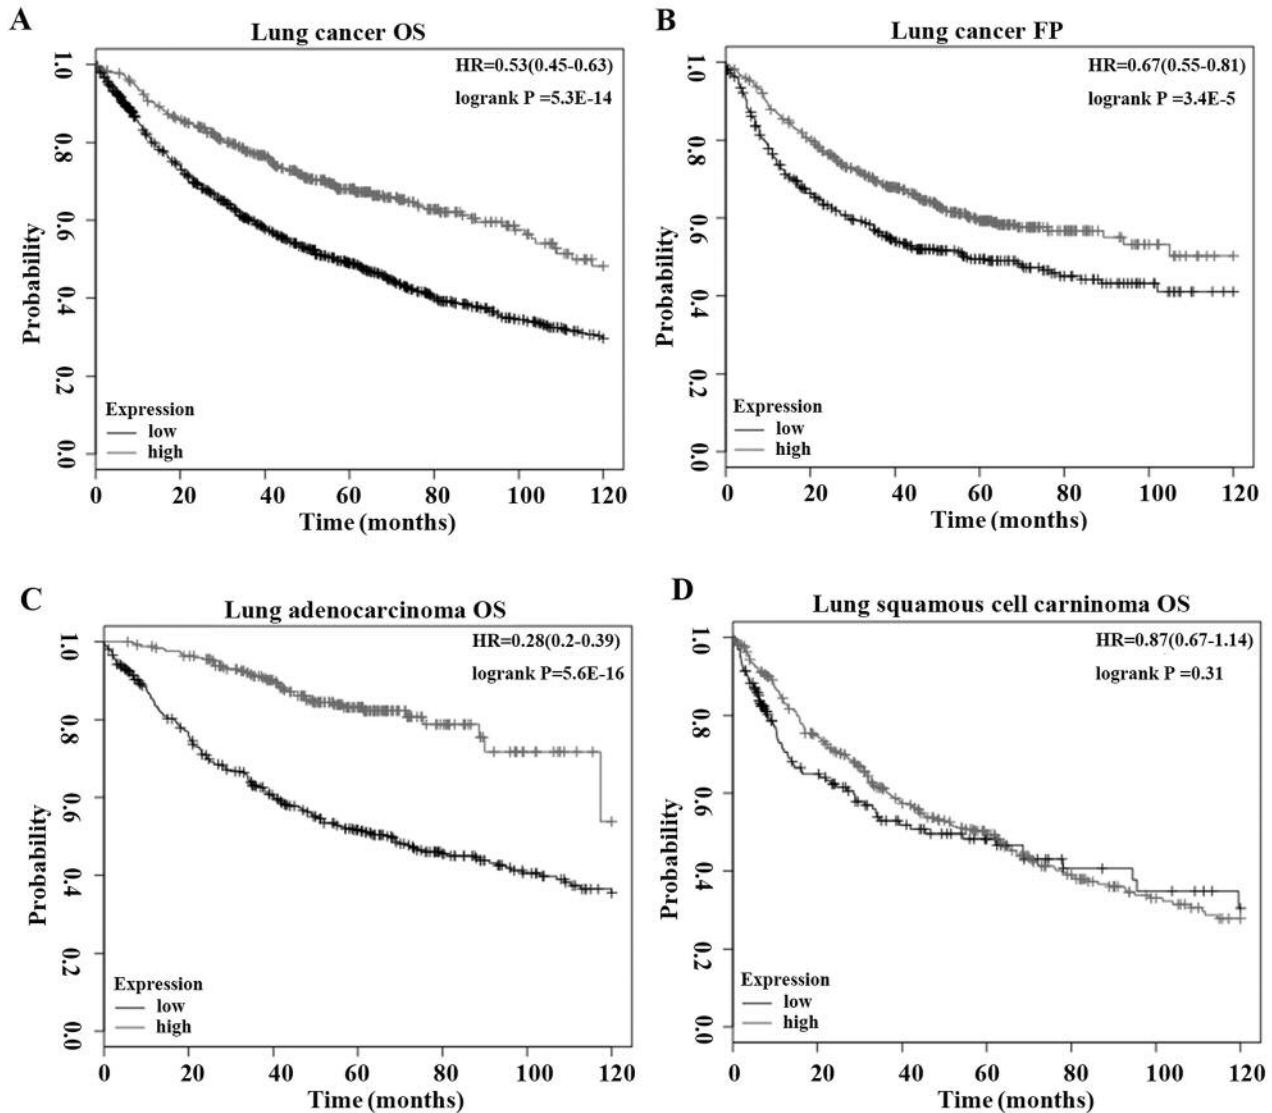 A
Lung cancer OS
HR=0.53(0.45-0.63)
logrank P =5.3E-14
Probability
1.0
0.8
0.6
0.4
0.2
0.0
Expression
low
high
0 20 40 60 80 100 120
Time (months)
B
Lung cancer FP
HR=0.67(0.55-0.81)
logrank P =3.4E-5
Probability
1.0
0.8
0.6
0.4
0.2
0.0
Expression
low
high
0 20 40 60 80 100 120
Time (months)
C
Lung adenocarcinoma OS
HR=0.28(0.2-0.39)
logrank P=5.6E-16
Probability
1.0
0.8
0.6
0.4
0.2
0.0
Expression
low
high
0 20 40 60 80 100 120
Time (months)
D
Lung squamous cell carninoma OS
HR=0.87(0.67-1.14)
logrank P =0.31
Probability
1.0
0.8
0.6
0.4
0.2
0.0
Expression
low
high
0 20 40 60 80 100 120
Time (months)